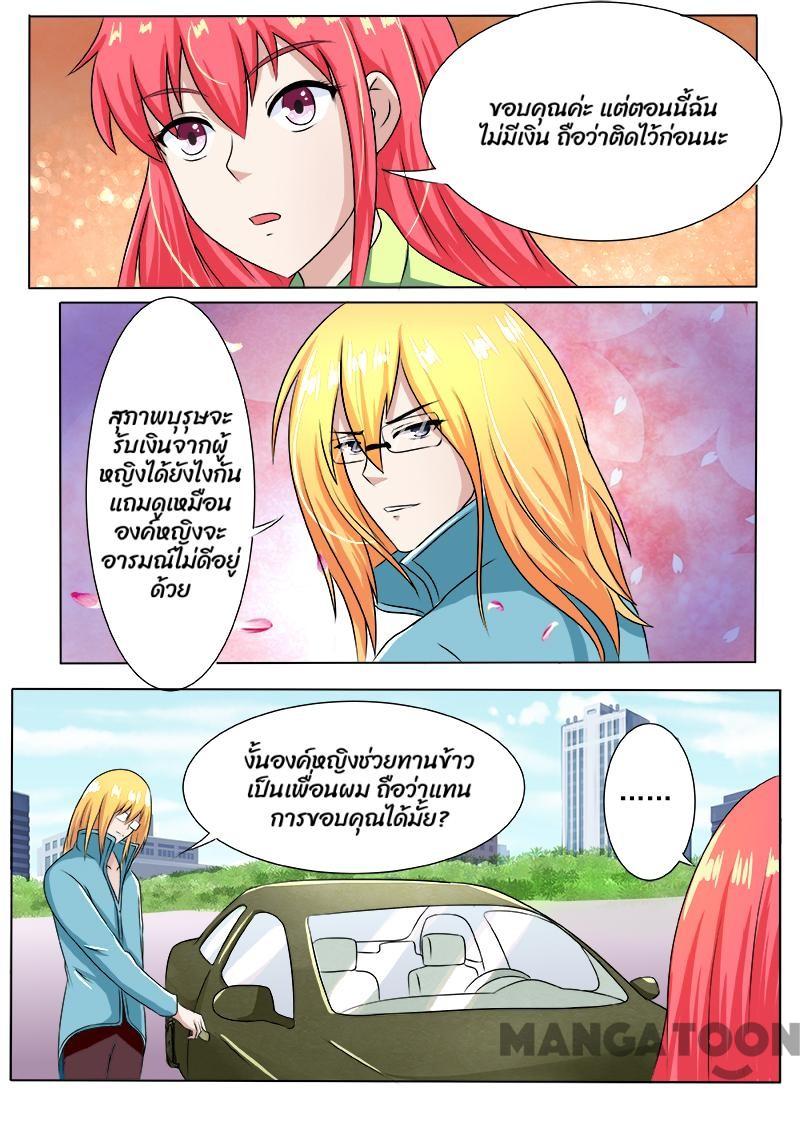 ขอบคุณค่ะ แต่ตอนนี้ฉัน
ไม่มีเงิน ถือว่าติดไว้ก่อนนะ
สุภาพบุรุษจะ
รับเงินจากผู้
หญิงได้ยังไงกัน
แถมดูเหมือน
องค์หญิงจะ
อารมณ์ไม่ดีอยู่
ด้วย
งั้นองค์หญิงช่วยทานข้าว
เป็นเพื่อนผม ถือว่าแทน
การขอบคุณได้มั้ย?
.......
MANGATOON